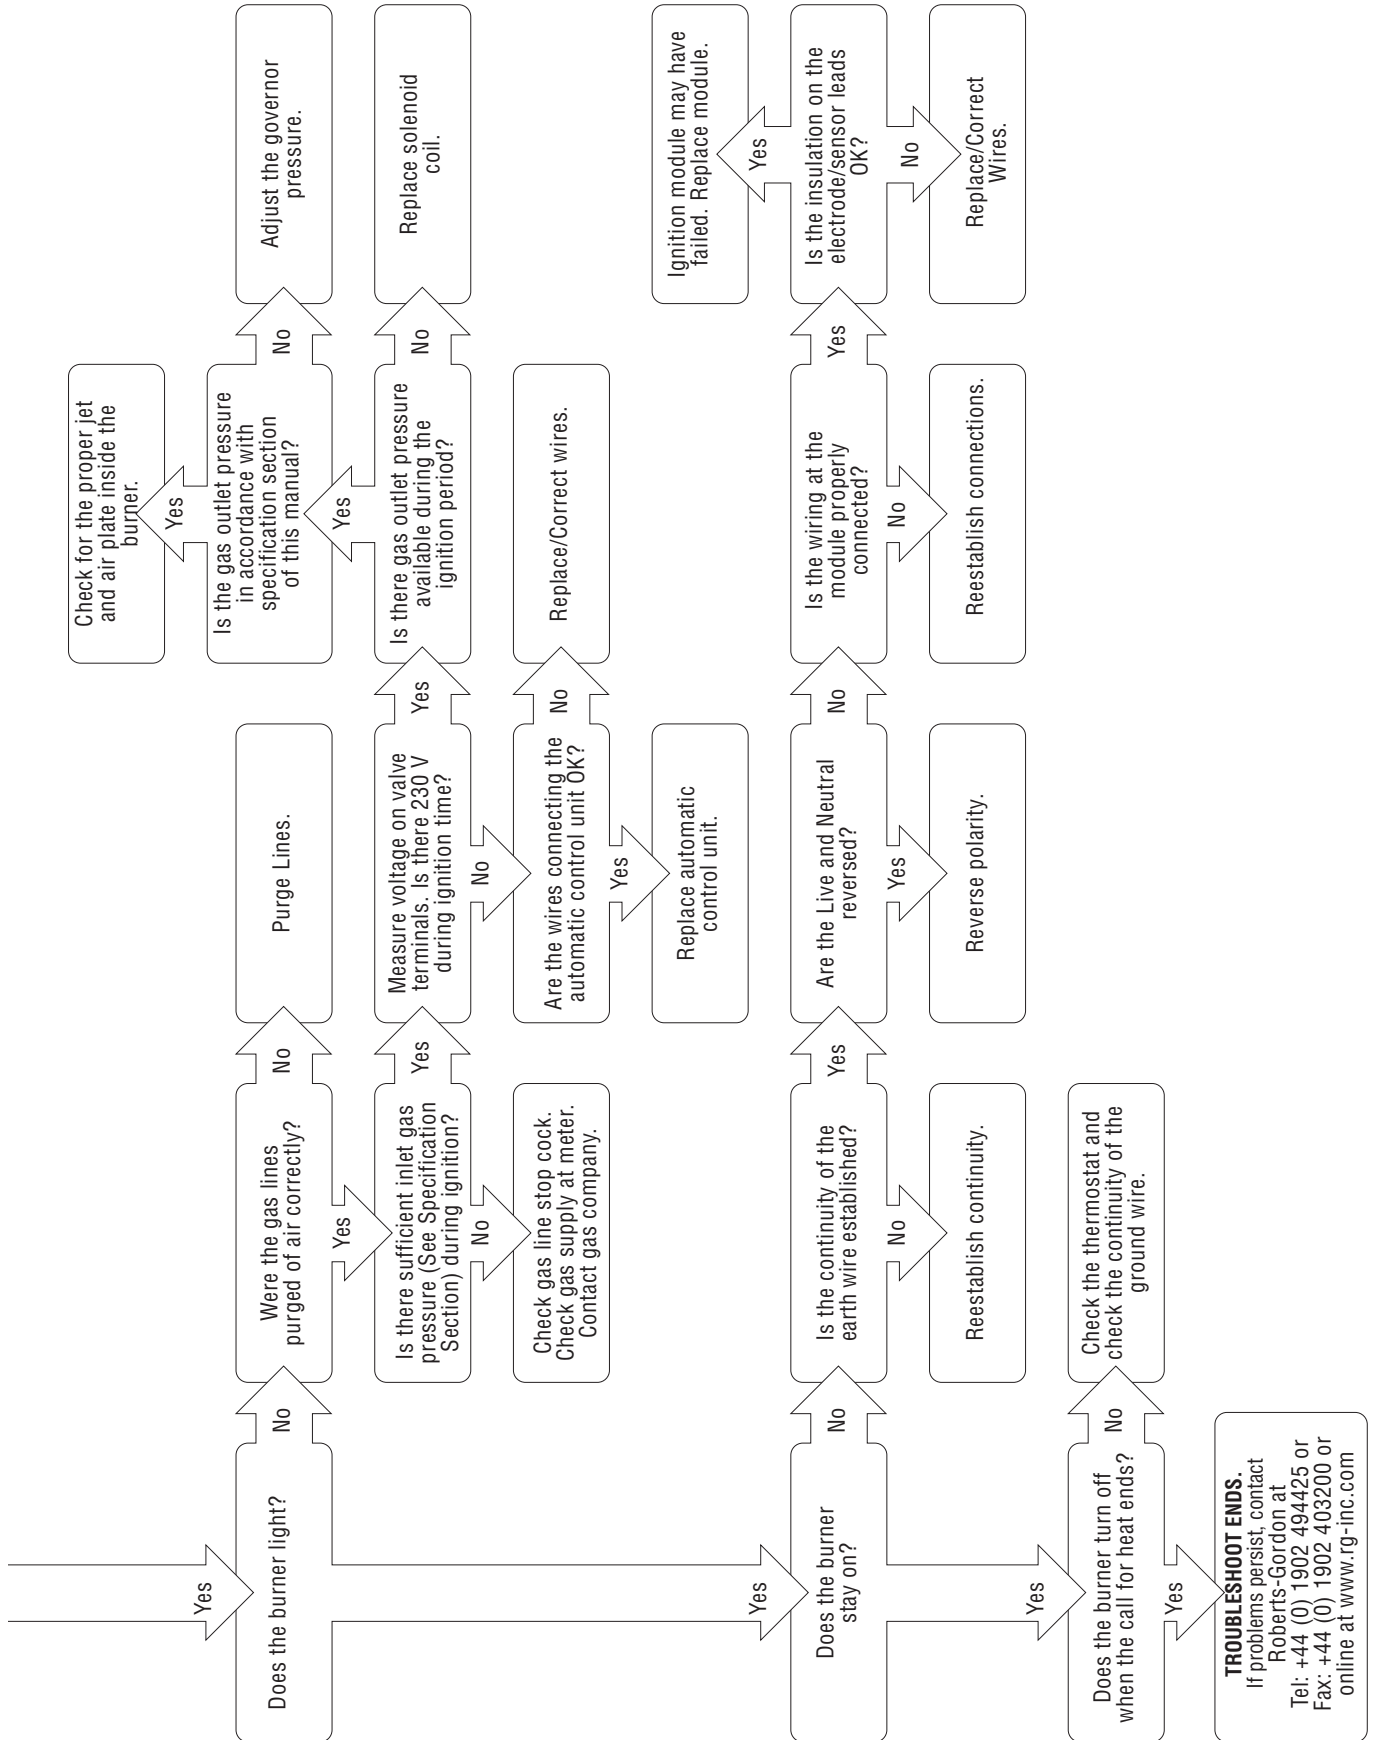 Yes
Does the burner light?
No
Were the gas lines
purged of air correctly?
No
Purge Lines.
Yes
Is there sufficient inlet gas
pressure (See Specification
Section) during ignition?
No
Check gas line stop cock.
Check gas supply at meter.
Contact gas company.
Yes
Measure voltage on valve
terminals. Is there 230 V
during ignition time?
No
Are the wires connecting the
automatic control unit OK?
No
Replace/Correct wires.
Yes
Replace automatic
control unit.
Yes
Is there gas outlet pressure
available during the
ignition period?
No
Replace solenoid
coil.
Yes
Is the gas outlet pressure
in accordance with
specification section
of this manual?
No
Adjust the governor
pressure.
Yes
Check for the proper jet
and air plate inside the
burner.
Yes
Does the burner
stay on?
No
Is the continuity of the
earth wire established?
No
Reestablish continuity.
Yes
Are the Live and Neutral
reversed?
Yes
Reverse polarity.
No
Is the wiring at the
module properly
connected?
No
Reestablish connections.
Yes
Is the insulation on the
electrode/sensor leads
OK?
Yes
Ignition module may have
failed. Replace module.
No
Replace/Correct
Wires.
Yes
Does the burner turn off
when the call for heat ends?
No
Check the thermostat and
check the continuity of the
ground wire.
Yes
TROUBLESHOOT ENDS.
If problems persist, contact
Roberts-Gordon at
Tel: +44 (0) 1902 494425 or
Fax: +44 (0) 1902 403200 or
online at www.rg-inc.com